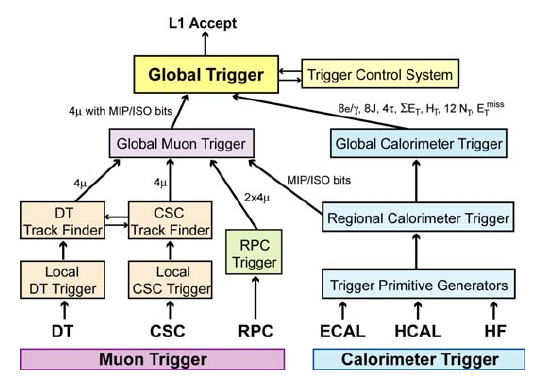 L1 Accept
Global Trigger
Trigger Control System
4μ with MIP/ISO bits
8e/γ, 8J, 4τ, ΣET, HT, 12 NT, ETmiss
Global Muon Trigger
Global Calorimeter Trigger
4μ
4μ
2x4μ
MIP/ISO bits
DT
Track Finder
CSC
Track Finder
Regional Calorimeter Trigger
RPC
Trigger
Local
DT Trigger
Local
CSC Trigger
Trigger Primitive Generators
DT
CSC
RPC
ECAL
HCAL
HF
Muon Trigger
Calorimeter Trigger